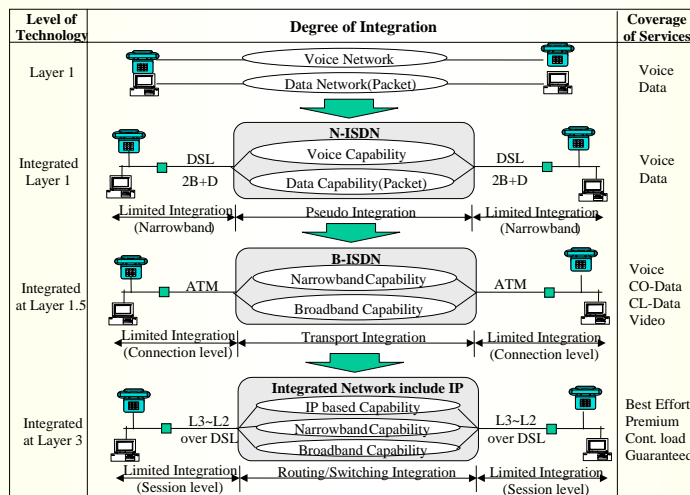 Level of
Technology
Degree of Integration
Coverage
of Services
Layer 1
Voice Network
Data Network(Packet)
Voice
Data
N-ISDN
Integrated
Layer 1
DSL
2B+D
Voice Capability
Data Capability(Packet)
DSL
2B+D
Voice
Data
Limited Integration
(Narrowband)
Pseudo Integration
Limited Integration
(Narrowband)
B-ISDN
Integrated
at Layer 1.5
ATM
Narrowband Capability
Broadband Capability
ATM
Voice
CO-Data
CL-Data
Video
Limited Integration
(Connection level)
Transport Integration
Limited Integration
(Connection level)
Integrated Network include IP
Integrated
at Layer 3
L3~L2
over DSL
IP based Capability
Narrowband Capability
Broadband Capability
L3~L2
over DSL
Best Effort
Premium
Cont. load
Guaranteed
Limited Integration
(Session level)
Routing/Switching Integration
Limited Integration
(Session level)